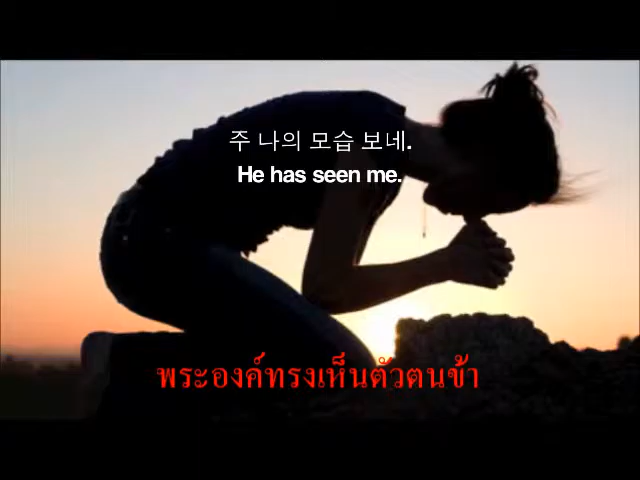 주 나의 모습 보네.
He has seen me.
พระองค์ทรงเห็นตัวตนข้า